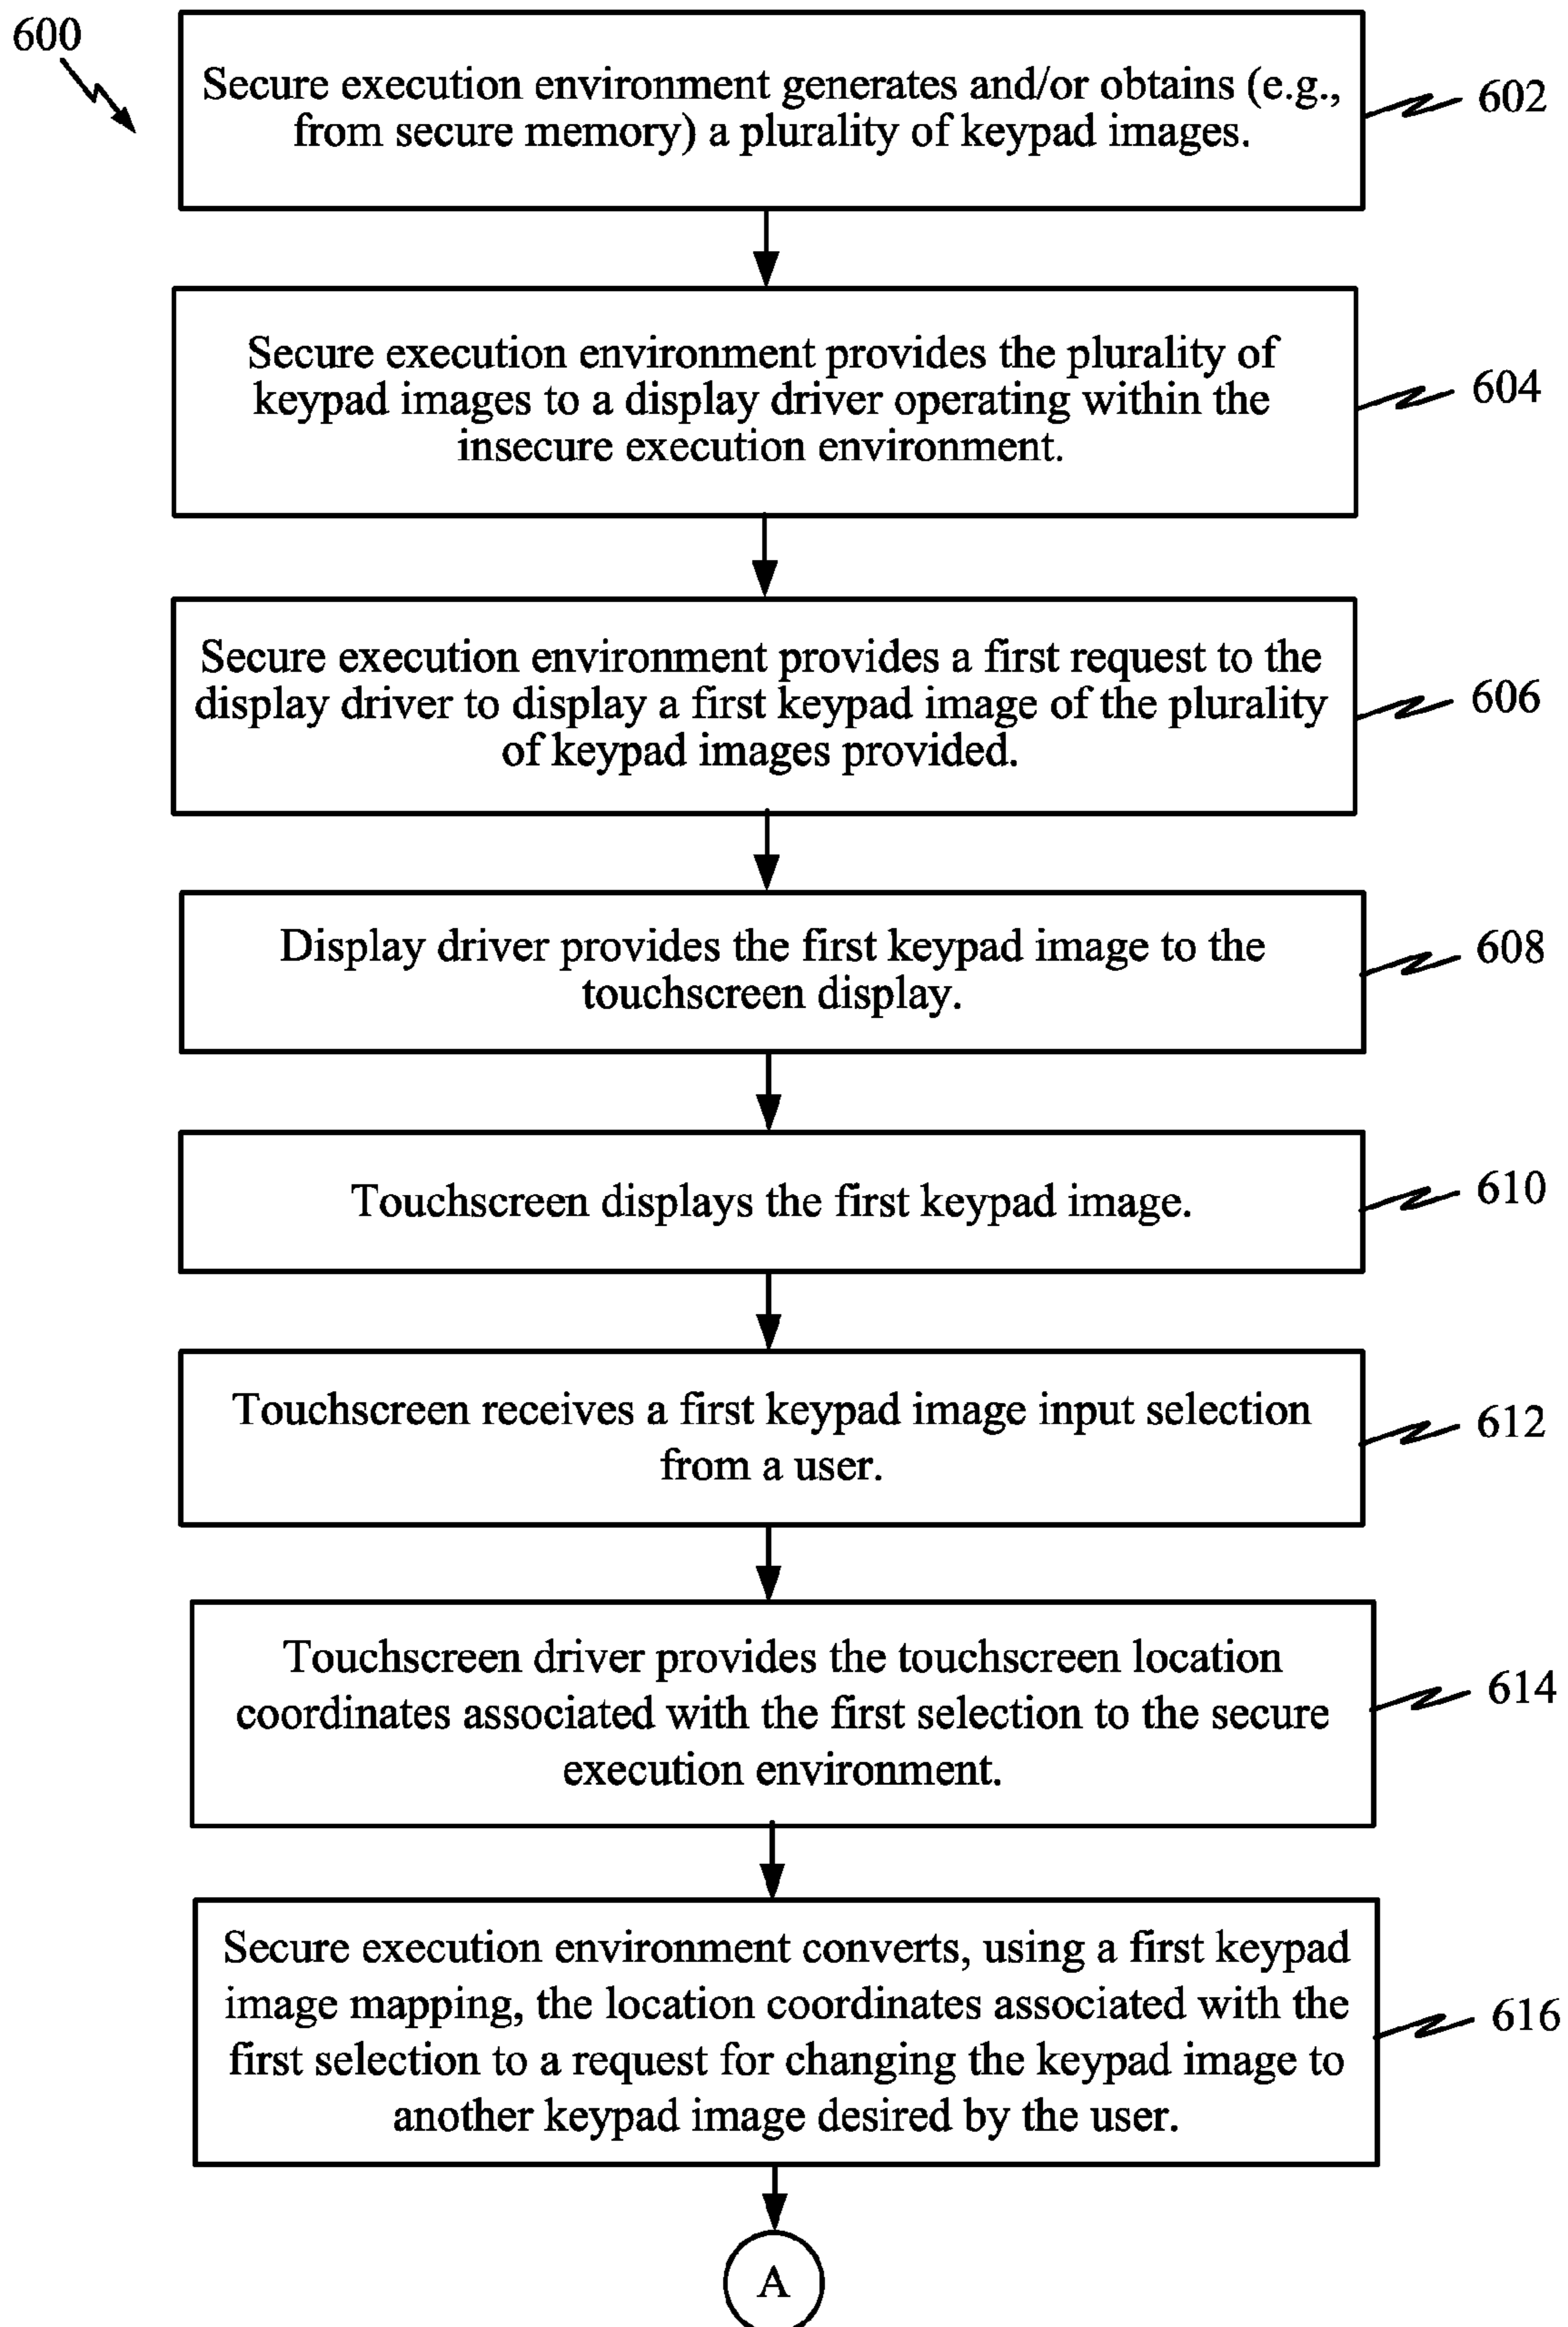 600
Secure execution environment generates and/or obtains (e.g.,
from secure memory) a plurality of keypad images.
602
Secure execution environment provides the plurality of
keypad images to a display driver operating within the
insecure execution environment.
604
Secure execution environment provides a first request to the
display driver to display a first keypad image of the plurality
of keypad images provided.
606
Display driver provides the first keypad image to the
touchscreen display.
608
Touchscreen displays the first keypad image.
610
Touchscreen receives a first keypad image input selection
from a user.
612
Touchscreen driver provides the touchscreen location
coordinates associated with the first selection to the secure
execution environment.
614
Secure execution environment converts, using a first keypad
image mapping, the location coordinates associated with the
first selection to a request for changing the keypad image to
another keypad image desired by the user.
616
A